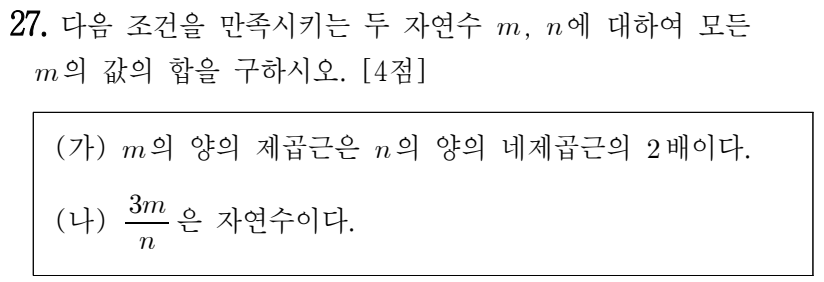 27. 다음 조건을 만족시키는 두 자연수 m, n에 대하여 모든
m의 값의 합을 구하시오. [4점]
(가) m의 양의 제곱근은 n의 양의 네제곱근의 2배이다.
(나) \frac{3m}{n}은 자연수이다.